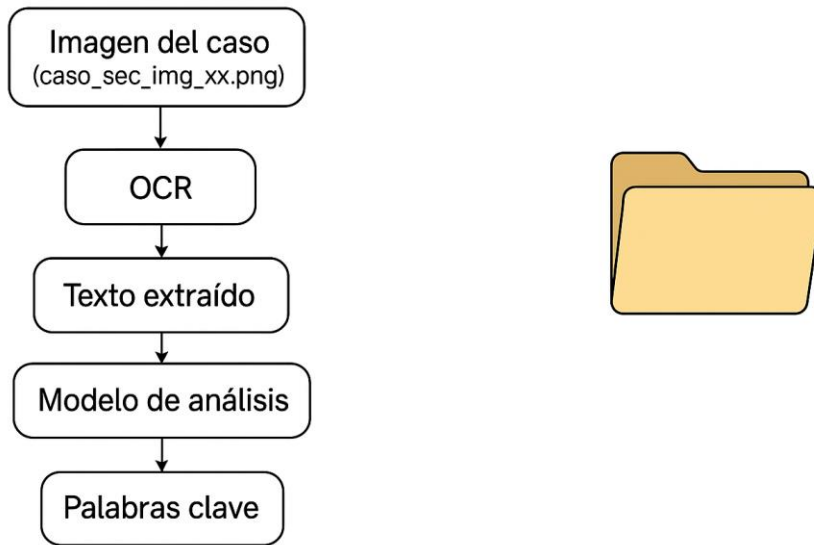 Imagen del caso
(caso_sec_img_xx.png)
OCR
Texto extraído
Modelo de análisis
Palabras clave